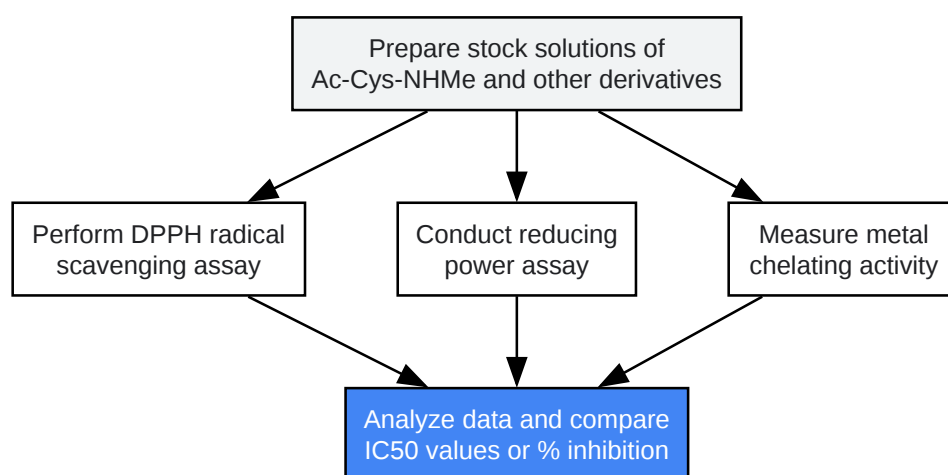 Prepare stock solutions of
Ac-Cys-NHMe and other derivatives
Perform DPPH radical
scavenging assay
Conduct reducing
power assay
Measure metal
chelating activity
Analyze data and compare
IC50 values or % inhibition